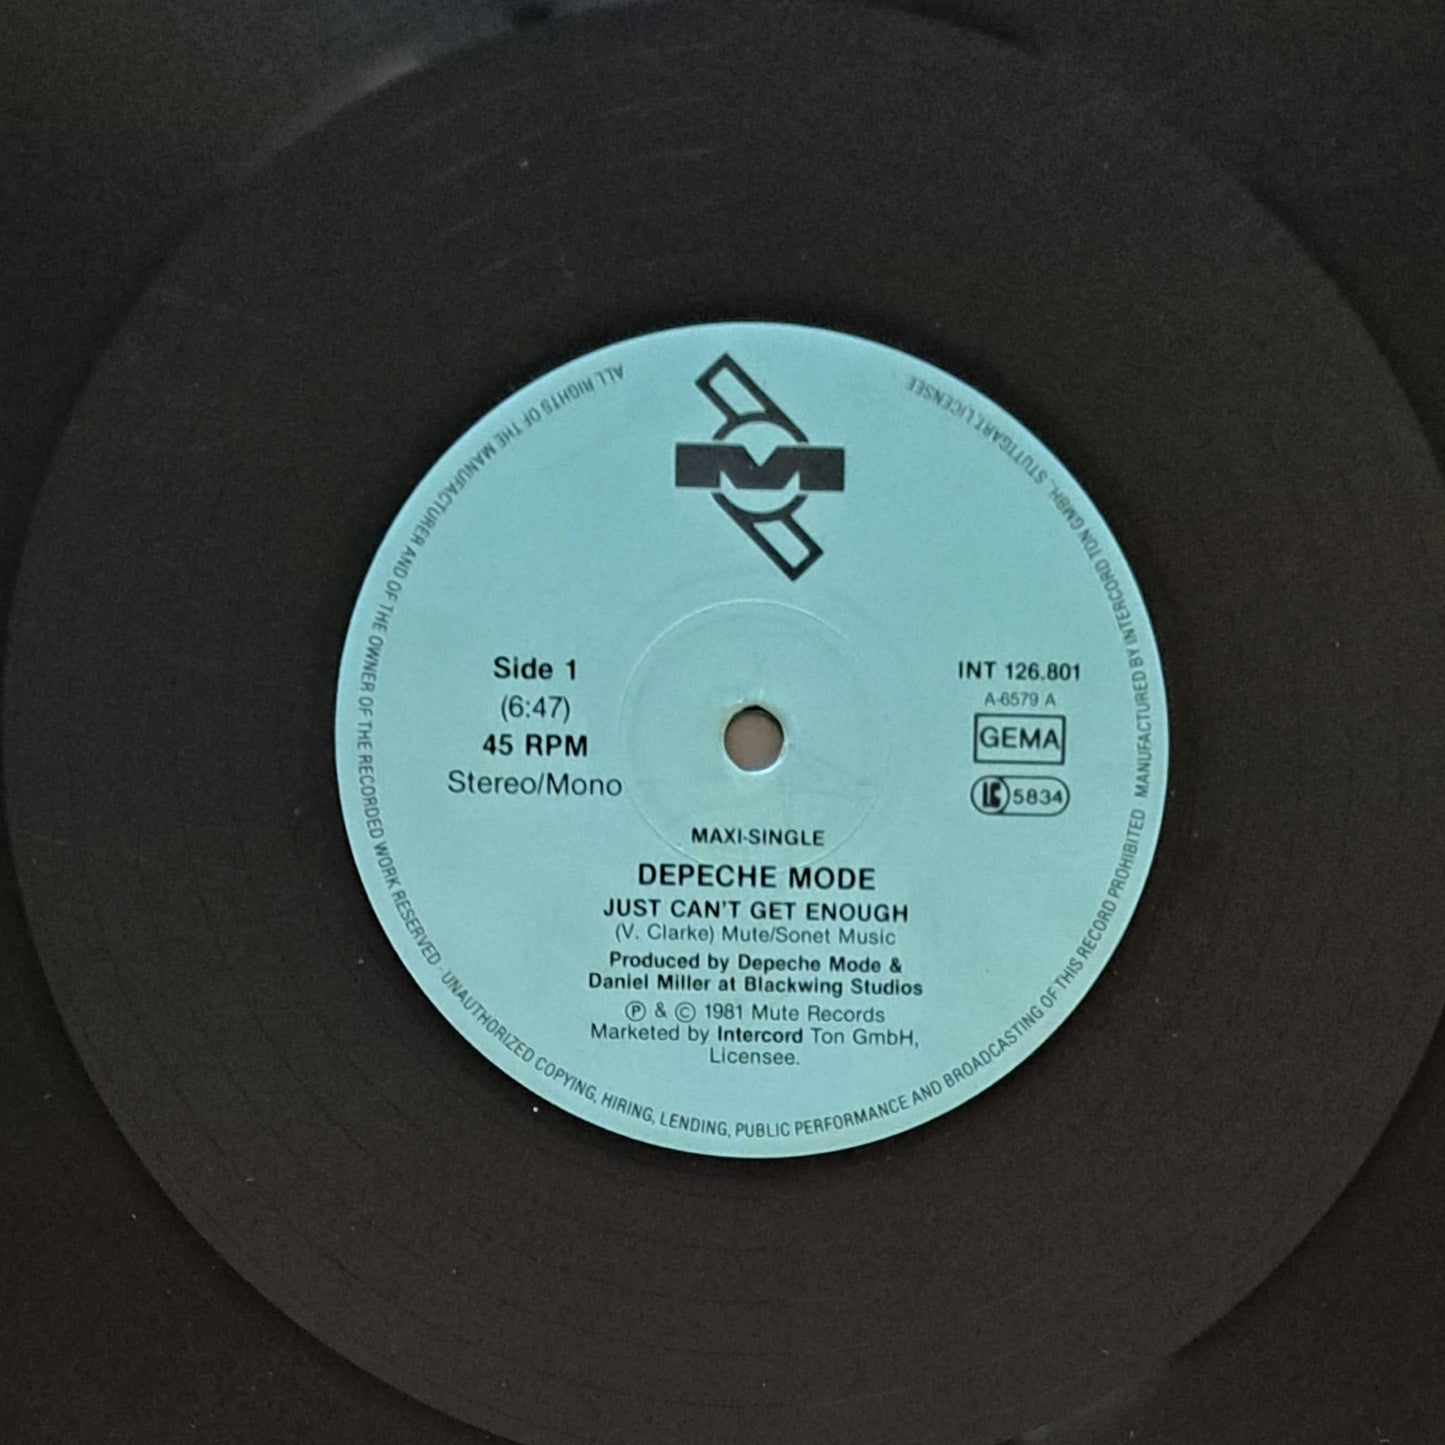 M
Side 1
(6:47)
45 RPM
Stereo/Mono
INT 126.801
A-6579 A
GEMA
LC 5834
MAXI-SINGLE
DEPECHE MODE
JUST CAN'T GET ENOUGH
(V. Clarke) Mute/Sonet Music
Produced by Depeche Mode &
Daniel Miller at Blackwing Studios
Ⓟ & © 1981 Mute Records
Marketed by Intercord Ton GmbH,
Licensee.
ALL RIGHTS OF THE MANUFACTURER AND OF THE OWNER OF THE RECORDED WORK RESERVED · UNAUTHORIZED COPYING, HIRING, LENDING, PUBLIC PERFORMANCE AND BROADCASTING OF THIS RECORD PROHIBITED · MANUFACTURED BY INTERCORD TON GMBH, STUTTGART, LICENSEE